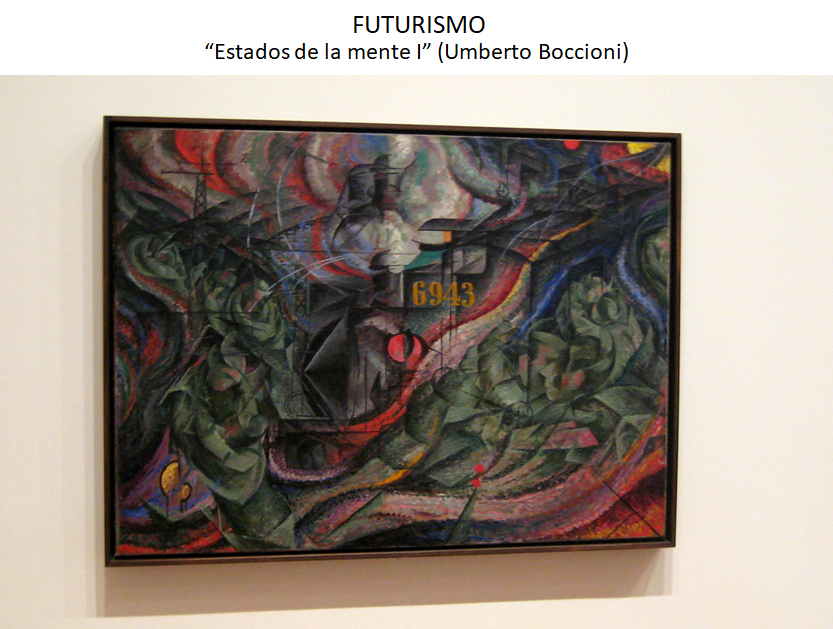 FUTURISMO
“Estados de la mente I” (Umberto Boccioni)
6943